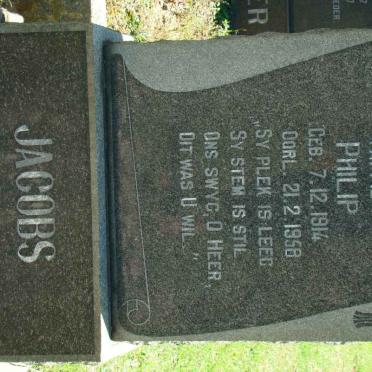 PHILIP
GEB. 7.12.1914
OORL. 21.2.1958
"SY PLEK IS LEEG
SY STEM IS STIL
ONS SWYG, O HEER,
DIT WAS U WIL."
JACOBS